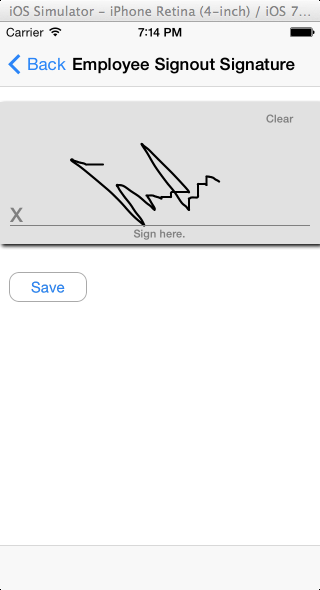 iOS Simulator – iPhone Retina (4-inch) / iOS 7...
Carrier 7:14 PM
Back Employee Signout Signature
Clear
X
Sign here.
Save